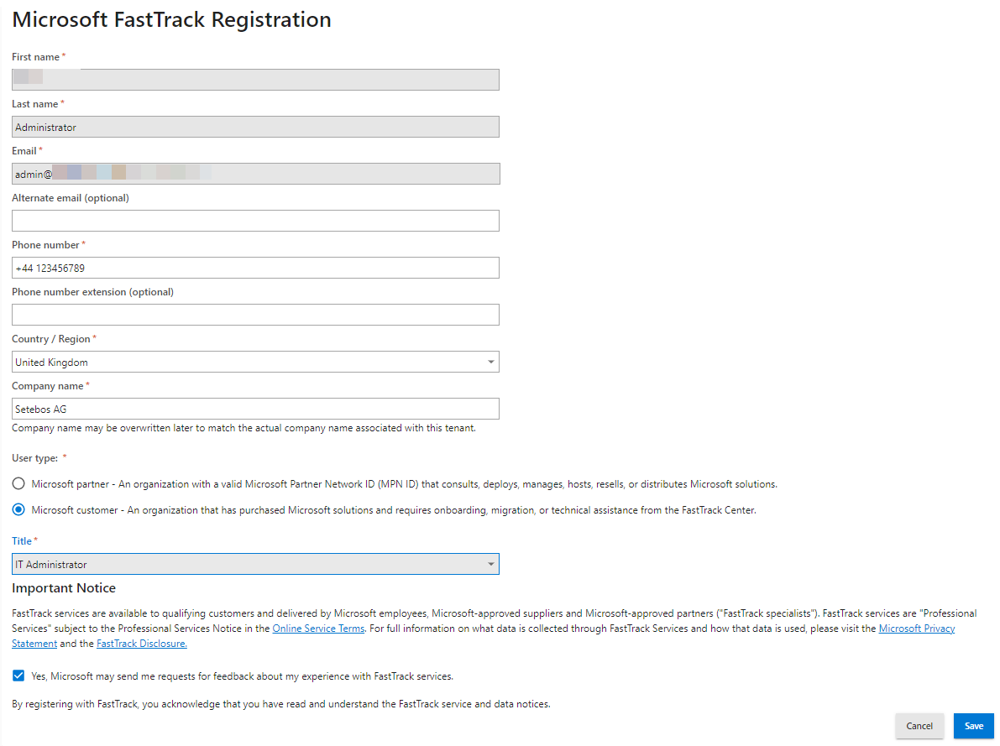 Microsoft FastTrack Registration
First name *
Last name *
Administrator
Email *
admin@
Alternate email (optional)
Phone number *
+44 123456789
Phone number extension (optional)
Country / Region *
United Kingdom
Company name *
Setebos AG
Company name may be overwritten later to match the actual company name associated with this tenant.
User type: *
Microsoft partner - An organization with a valid Microsoft Partner Network ID (MPN ID) that consults, deploys, manages, hosts, resells, or distributes Microsoft solutions.
Microsoft customer - An organization that has purchased Microsoft solutions and requires onboarding, migration, or technical assistance from the FastTrack Center.
Title *
IT Administrator
Important Notice
FastTrack services are available to qualifying customers and delivered by Microsoft employees, Microsoft-approved suppliers and Microsoft-approved partners ("FastTrack specialists"). FastTrack services are "Professional
Services" subject to the Professional Services Notice in the Online Service Terms. For full information on what data is collected through FastTrack Services and how that data is used, please visit the Microsoft Privacy
Statement and the FastTrack Disclosure.
Yes, Microsoft may send me requests for feedback about my experience with FastTrack services.
By registering with FastTrack, you acknowledge that you have read and understand the FastTrack service and data notices.
Cancel Save